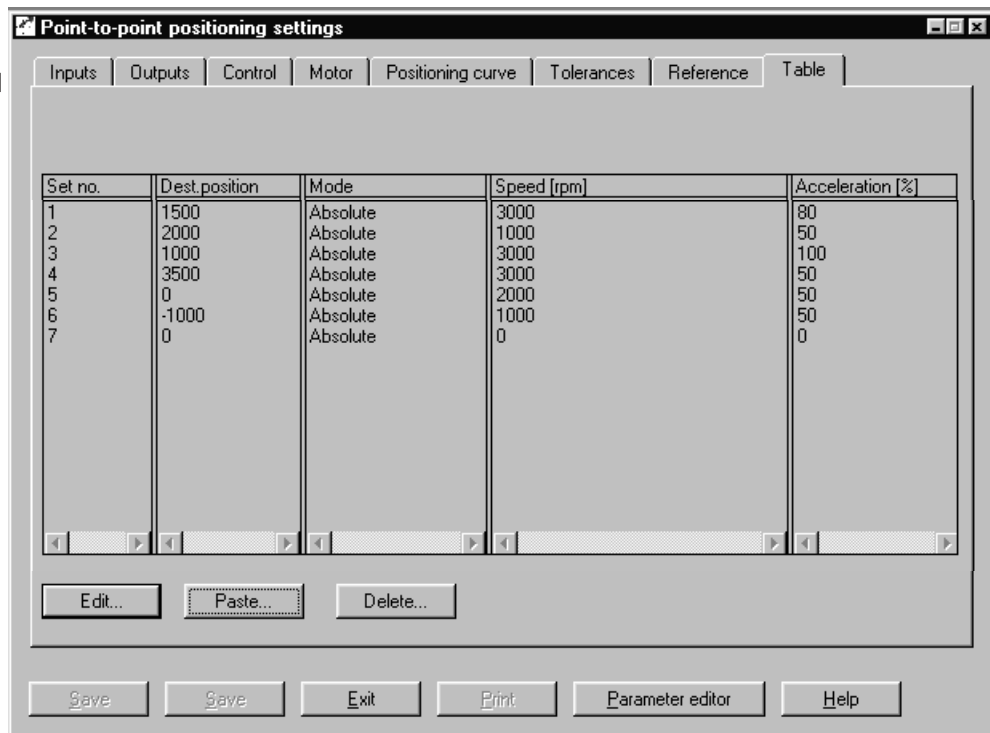 Point-to-point positioning settings
Inputs Outputs Control Motor Positioning curve Tolerances Reference Table
Set no. Dest.position Mode Speed [rpm] Acceleration [%]
1 1500 Absolute 3000 80
2 2000 Absolute 1000 50
3 1000 Absolute 3000 100
4 3500 Absolute 3000 50
5 0 Absolute 2000 50
6 -1000 Absolute 1000 50
7 0 Absolute 0 0
Edit... Paste... Delete...
Save Save Exit Print Parameter editor Help